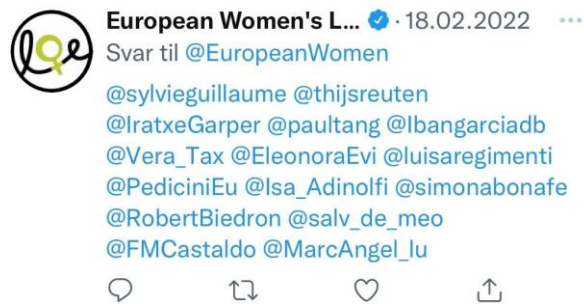 European Women's L... · 18.02.2022 ...
Svar til @EuropeanWomen
@sylvieguillaume @thijsreuten
@IratxeGarper @paultang @Ibangarciadb
@Vera_Tax @EleonoraEvi @luisaregimenti
@PediciniEu @Isa_Adinolfi @simonabonafe
@RobertBiedron @salv_de_meo
@FMCastaldo @MarcAngel_lu